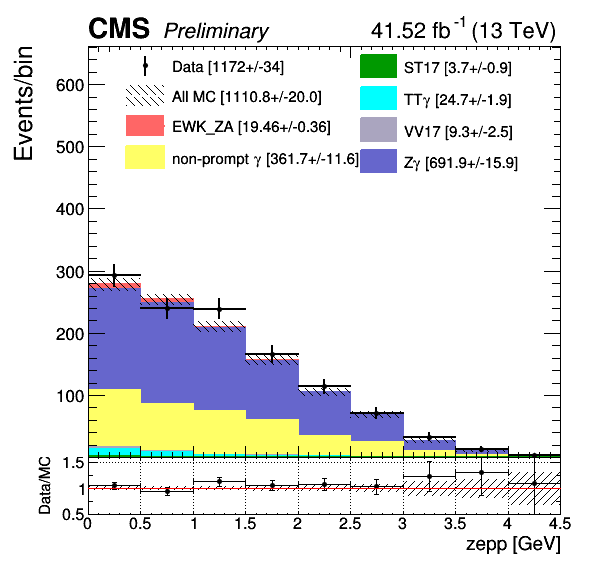 CMS Preliminary 41.52 fb⁻¹ (13 TeV)
Events/bin
600
500
400
300
200
100
Data [1172+/-34]
All MC [1110.8+/-20.0]
EWK_ZA [19.46+/-0.36]
non-prompt γ [361.7+/-11.6]
ST17 [3.7+/-0.9]
TTγ [24.7+/-1.9]
VV17 [9.3+/-2.5]
Zγ [691.9+/-15.9]
Data/MC
1.5
1
0.5
0 0.5 1 1.5 2 2.5 3 3.5 4 4.5
zepp [GeV]